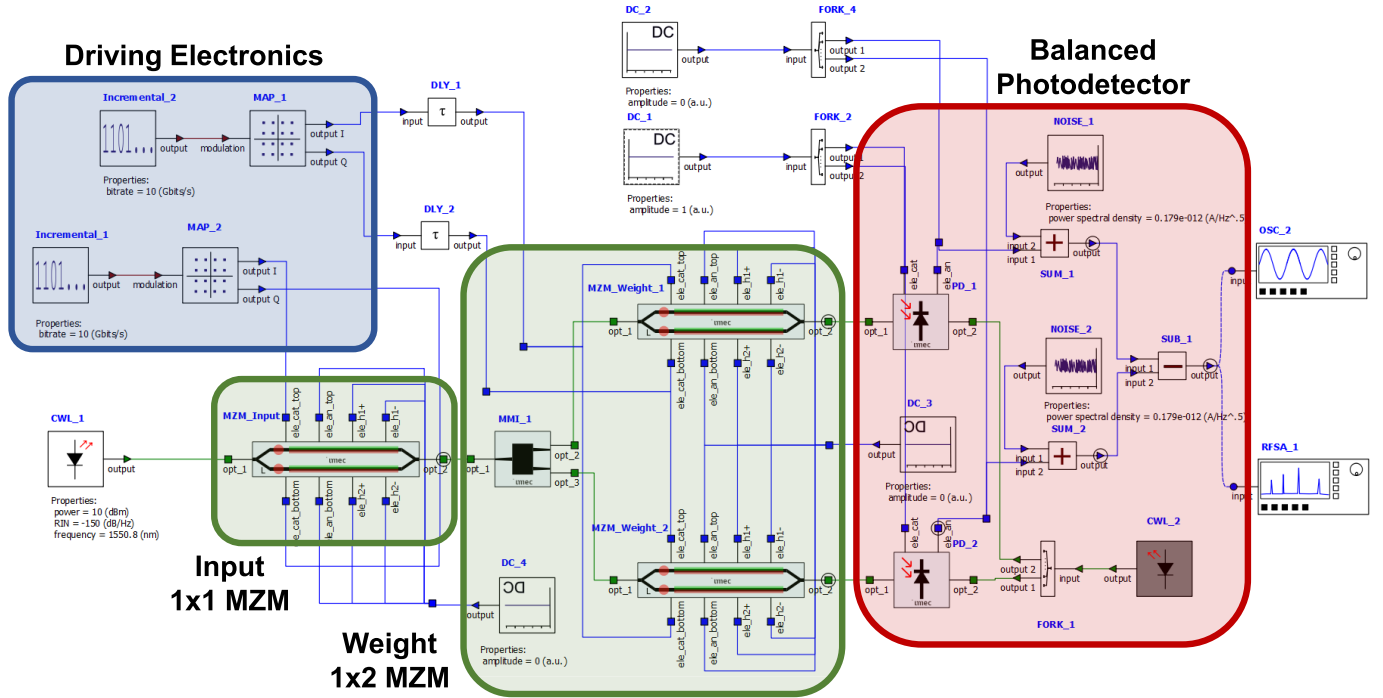 Driving Electronics
Incremental_2
MAP_1
1101...
output
modulation
output I
output Q
Properties:
bitrate = 10 (Gbits/s)
Incremental_1
MAP_2
1101...
output
modulation
output I
output Q
Properties:
bitrate = 10 (Gbits/s)
DLY_1
input
τ
output
DLY_2
input
τ
output
DC_2
DC
output
Properties:
amplitude = 0 (a.u.)
FORK_4
input
output 1
output 2
DC_1
DC
output
Properties:
amplitude = 1 (a.u.)
FORK_2
input
output 1
output 2
Balanced
Photodetector
NOISE_1
output
Properties:
power spectral density = 0.179e-012 (A/Hz^.5
input 2
input 1
output
SUM_1
OSC_2
input
ele_cat
ele_an
PD_1
opt_1
opt_2
imec
NOISE_2
output
Properties:
power spectral density = 0.179e-012 (A/Hz^.5
SUB_1
input 1
input 2
output
SUM_2
input 1
input 2
output
RFSA_1
input
DC_3
DC
output
Properties:
amplitude = 0 (a.u.)
ele_cat
ele_an
PD_2
opt_1
opt_2
imec
output 2
output 1
input
output
CWL_2
FORK_1
CWL_1
output
Properties:
power = 10 (dBm)
RIN = -150 (dB/Hz)
frequency = 1550.8 (nm)
MZM_Input
ele_cat_top
ele_an_top
ele_h1+
ele_h1-
opt_1
L
imec
opt_2
ele_cat_bottom
ele_an_bottom
ele_h2+
ele_h2-
Input
1x1 MZM
MMI_1
opt_1
opt_2
opt_3
imec
MZM_Weight_1
ele_cat_top
ele_an_top
ele_h1+
ele_h1-
opt_1
L
imec
opt_2
ele_cat_bottom
ele_an_bottom
ele_h2+
ele_h2-
MZM_Weight_2
ele_cat_top
ele_an_top
ele_h1+
ele_h1-
opt_1
L
imec
opt_2
ele_cat_bottom
ele_an_bottom
ele_h2+
ele_h2-
DC_4
DC
output
Properties:
amplitude = 0 (a.u.)
Weight
1x2 MZM